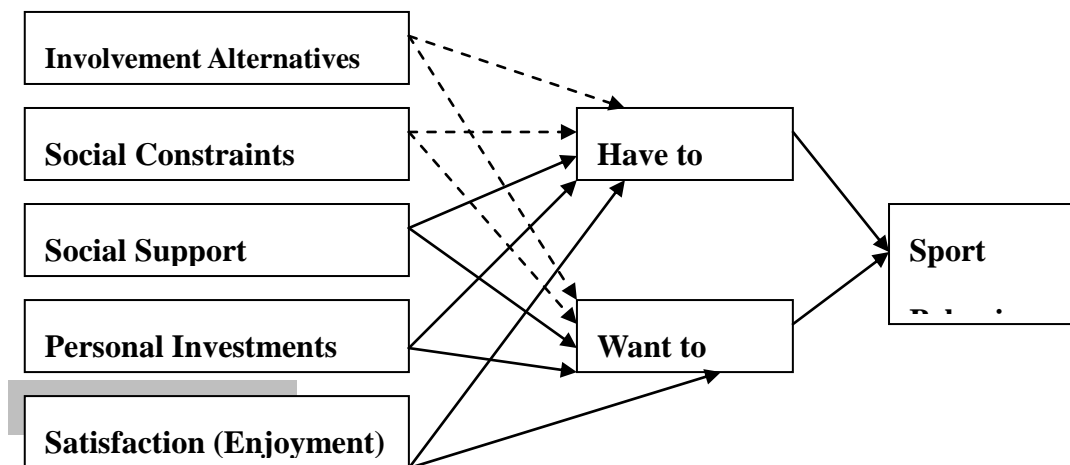 Involvement Alternatives
Social Constraints
Social Support
Personal Investments
Satisfaction (Enjoyment)
Have to
Want to
Sport